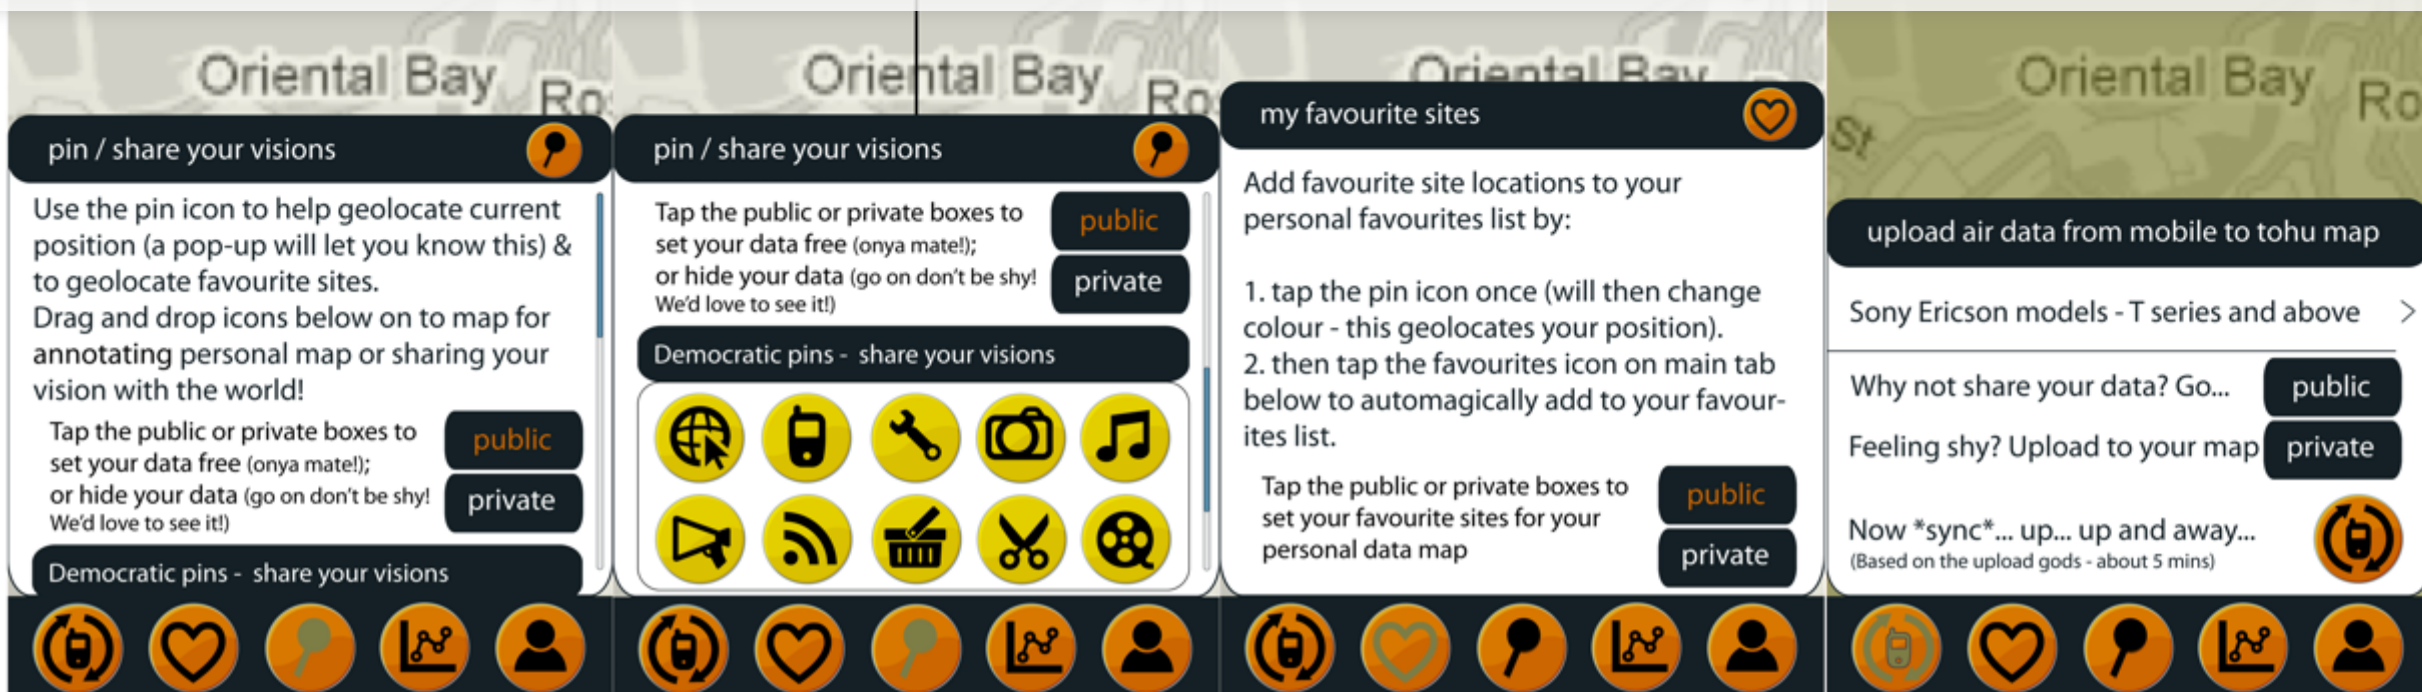 Oriental Bay
Ro
pin / share your visions
Use the pin icon to help geolocate current
position (a pop-up will let you know this) &
to geolocate favourite sites.
Drag and drop icons below on to map for
annotating personal map or sharing your
vision with the world!
Tap the public or private boxes to
set your data free (onya mate!);
or hide your data (go on don't be shy!
We'd love to see it!)
public
private
Democratic pins - share your visions
Oriental Bay
Ro
pin / share your visions
Tap the public or private boxes to
set your data free (onya mate!);
or hide your data (go on don't be shy!
We'd love to see it!)
public
private
Democratic pins - share your visions
Oriental Bay
my favourite sites
Add favourite site locations to your
personal favourites list by:
1. tap the pin icon once (will then change
colour - this geolocates your position).
2. then tap the favourites icon on main tab
below to automagically add to your favour-
ites list.
Tap the public or private boxes to
set your favourite sites for your
personal data map
public
private
Oriental Bay
Ro
St
upload air data from mobile to tohu map
Sony Ericson models - T series and above >
Why not share your data? Go... public
Feeling shy? Upload to your map private
Now *sync*... up... up and away...
(Based on the upload gods - about 5 mins)